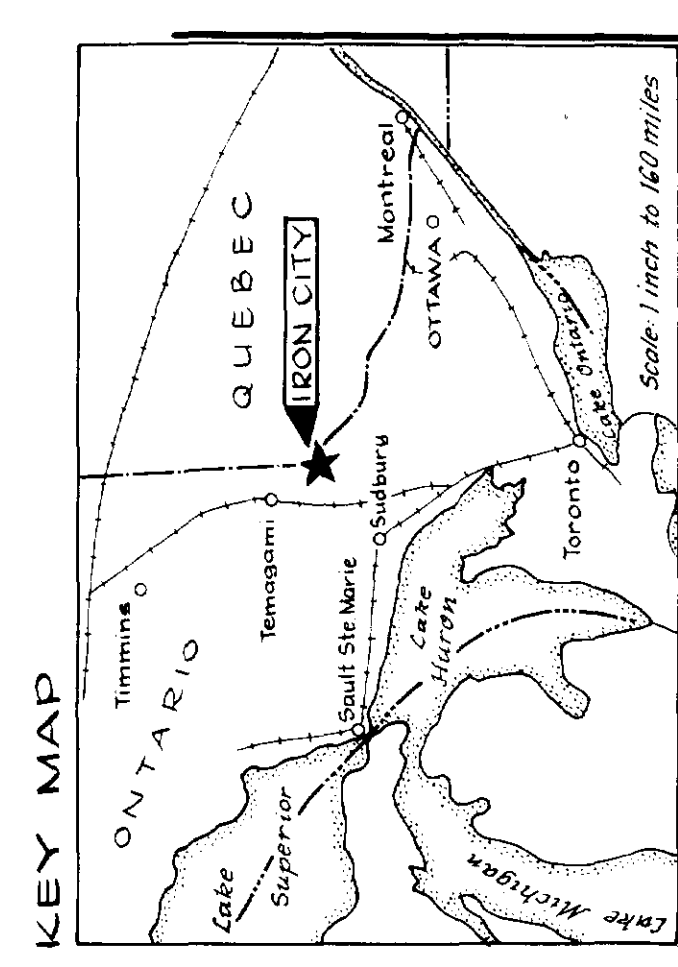 KEY MAP
ONTARIO
QUEBEC
Timmins
IRON CITY
Temagami
Sudbury
Montreal
OTTAWA
Sault Ste Marie
Lake
Superior
Lake
Huron
Toronto
Lake Ontario
Lake Michigan
Scale: 1 inch to 160 miles